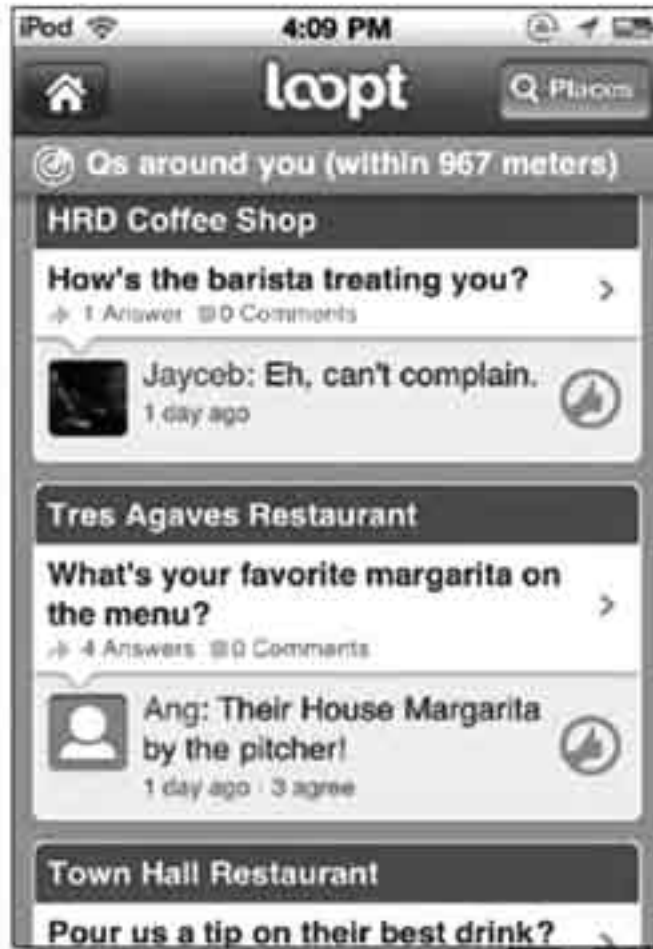 iPod 4:09 PM
loopt Places
Qs around you (within 967 meters)
HRD Coffee Shop
How's the barista treating you?
1 Answer 0 Comments
Jayceb: Eh, can't complain.
1 day ago
Tres Agaves Restaurant
What's your favorite margarita on
the menu?
4 Answers 0 Comments
Ang: Their House Margarita
by the pitcher!
1 day ago · 3 agree
Town Hall Restaurant
Pour us a tip on their best drink?